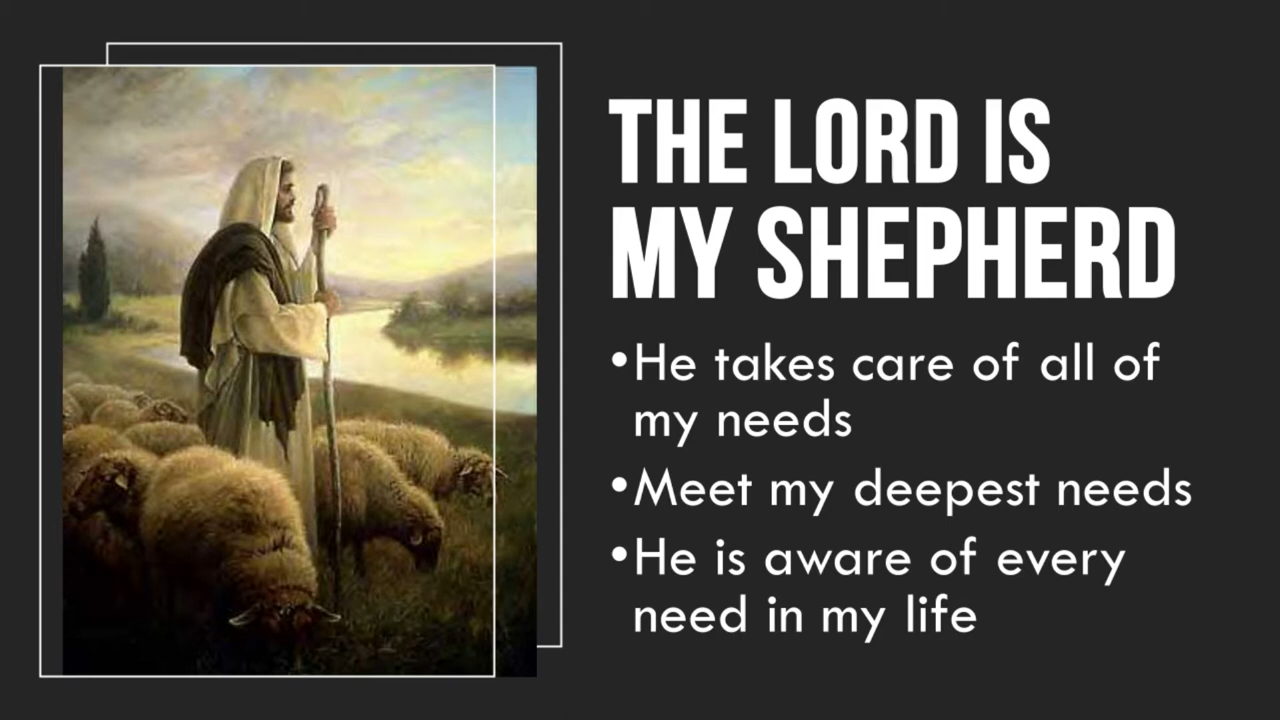 THE LORD IS
MY SHEPHERD
•He takes care of all of
my needs
•Meet my deepest needs
•He is aware of every
need in my life